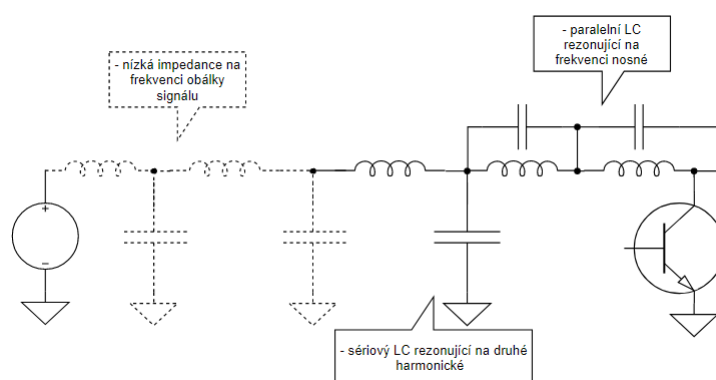 - nízká impedance na
frekvenci obálky
signálu
- paralelní LC
rezonující na
frekvenci nosné
+
−
- sériový LC rezonující na druhé
harmonické